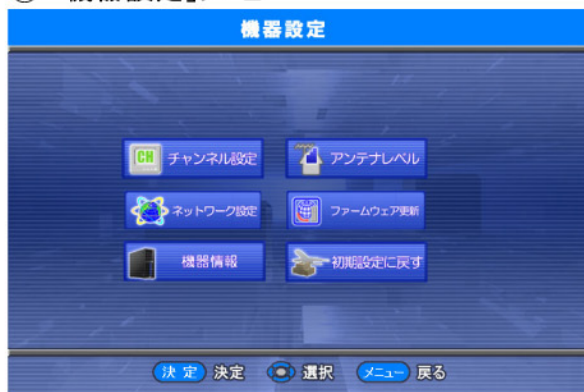 機器設定
CH チャンネル設定 アンテナレベル
ネットワーク設定 ファームウェア更新
機器情報 初期設定に戻す
決定 決定 選択 メニュー 戻る